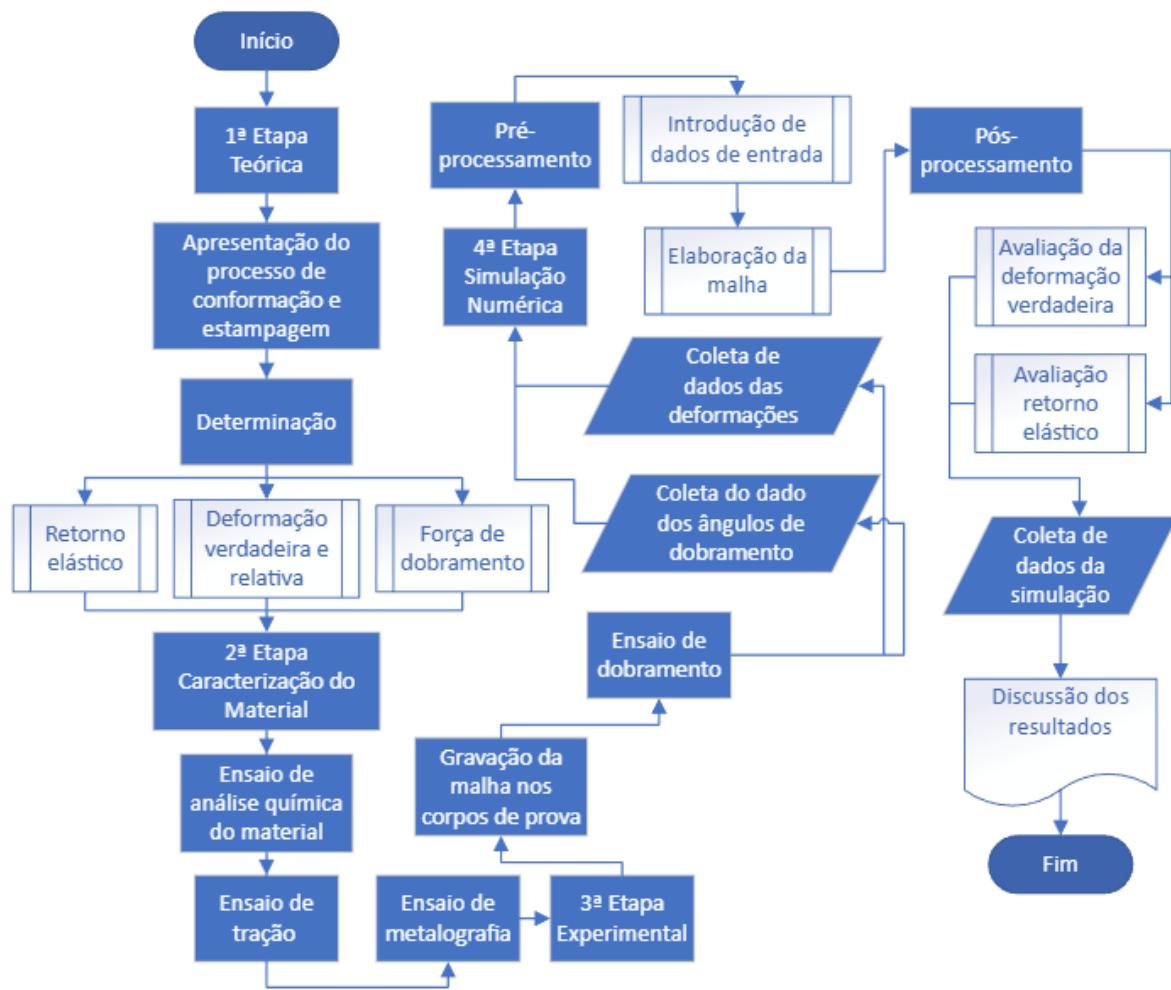 Início
1ª Etapa
Teórica
Apresentação do
processo de
conformação e
estampagem
Determinação
Retorno
elástico
Deformação
verdadeira e
relativa
Força de
dobramento
2ª Etapa
Caracterização do
Material
Ensaio de
análise química
do material
Ensaio de
tração
Ensaio de
metalografia
3ª Etapa
Experimental
Gravação da
malha nos
corpos de prova
Ensaio de
dobramento
Coleta do dado
dos ângulos de
dobramento
Coleta de
dados das
deformações
4ª Etapa
Simulação
Numérica
Pré-
processamento
Introdução de
dados de entrada
Elaboração da
malha
Pós-
processamento
Avaliação da
deformação
verdadeira
Avaliação
retorno
elástico
Coleta de
dados da
simulação
Discussão dos
resultados
Fim